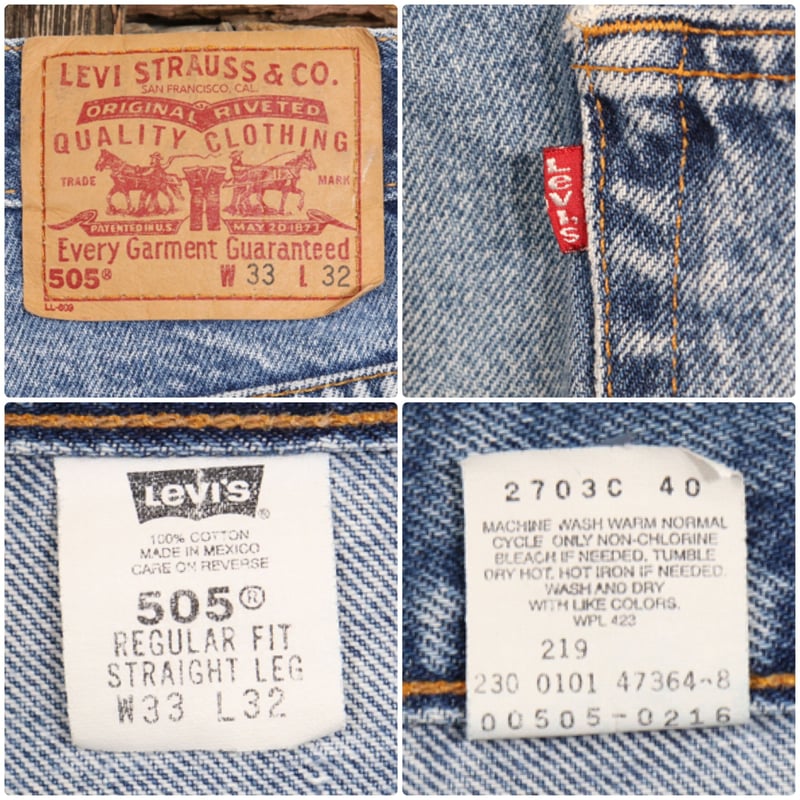 LEVI STRAUSS & CO.
SAN FRANCISCO, CAL.
ORIGINAL RIVETED
QUALITY CLOTHING
TRADE MARK
PATENTED IN U.S. MAY 20 1873
Every Garment Guaranteed
505® W 33 L 32
LL-609
LEVI'S
LEVI'S®
100% COTTON
MADE IN MEXICO
CARE ON REVERSE
505®
REGULAR FIT
STRAIGHT LEG
W33 L32
2703C 40
MACHINE WASH WARM NORMAL
CYCLE ONLY NON-CHLORINE
BLEACH IF NEEDED. TUMBLE
DRY HOT. HOT IRON IF NEEDED.
WASH AND DRY
WITH LIKE COLORS.
WPL 423
219
230 0101 47364-8
00505-0216